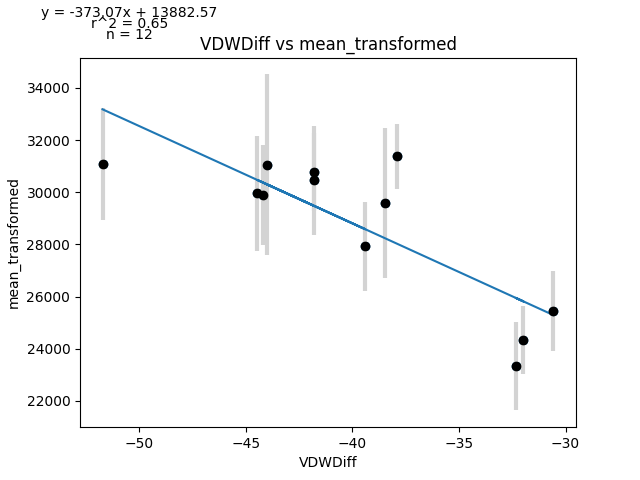 y = -373.07x + 13882.57
r^2 = 0.65
n = 12
VDWDiff vs mean_transformed
34000
32000
30000
28000
26000
24000
22000
mean_transformed
−50
−45
−40
−35
−30
VDWDiff